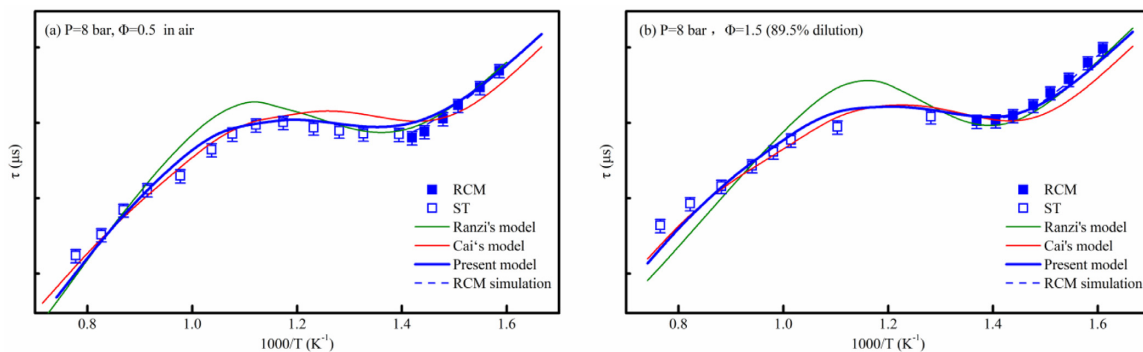 (a) P=8 bar, Φ=0.5 in air
τ (μs)
RCM
ST
Ranzi's model
Cai‘s model
Present model
RCM simulation
0.8 1.0 1.2 1.4 1.6
1000/T (K⁻¹)
(b) P=8 bar , Φ=1.5 (89.5% dilution)
τ (μs)
RCM
ST
Ranzi's model
Cai's model
Present model
RCM simulation
0.8 1.0 1.2 1.4 1.6
1000/T (K⁻¹)